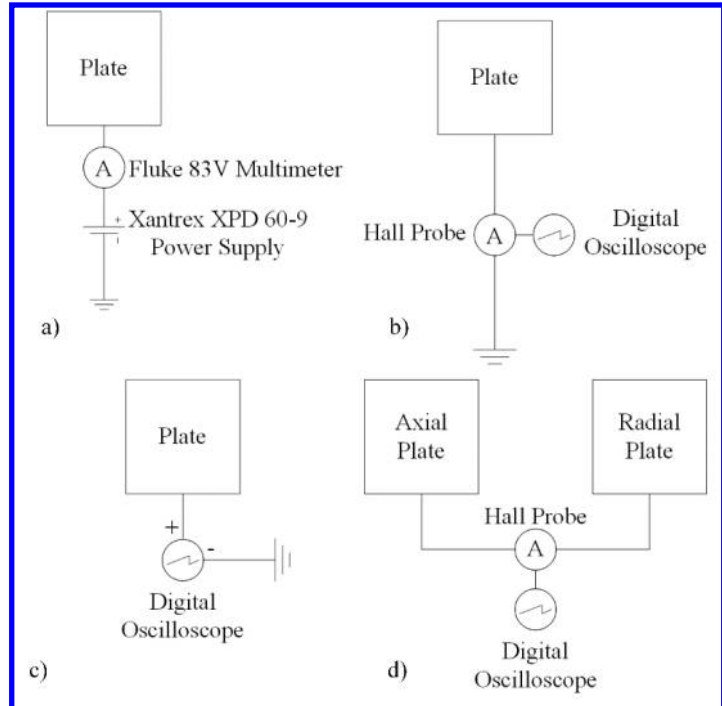 Plate
A
Fluke 83V Multimeter
+
-
Xantrex XPD 60-9
Power Supply
a)
Plate
Hall Probe
A
Digital
Oscilloscope
b)
Plate
+
-
Digital
Oscilloscope
c)
Axial
Plate
Radial
Plate
Hall Probe
A
Digital
Oscilloscope
d)